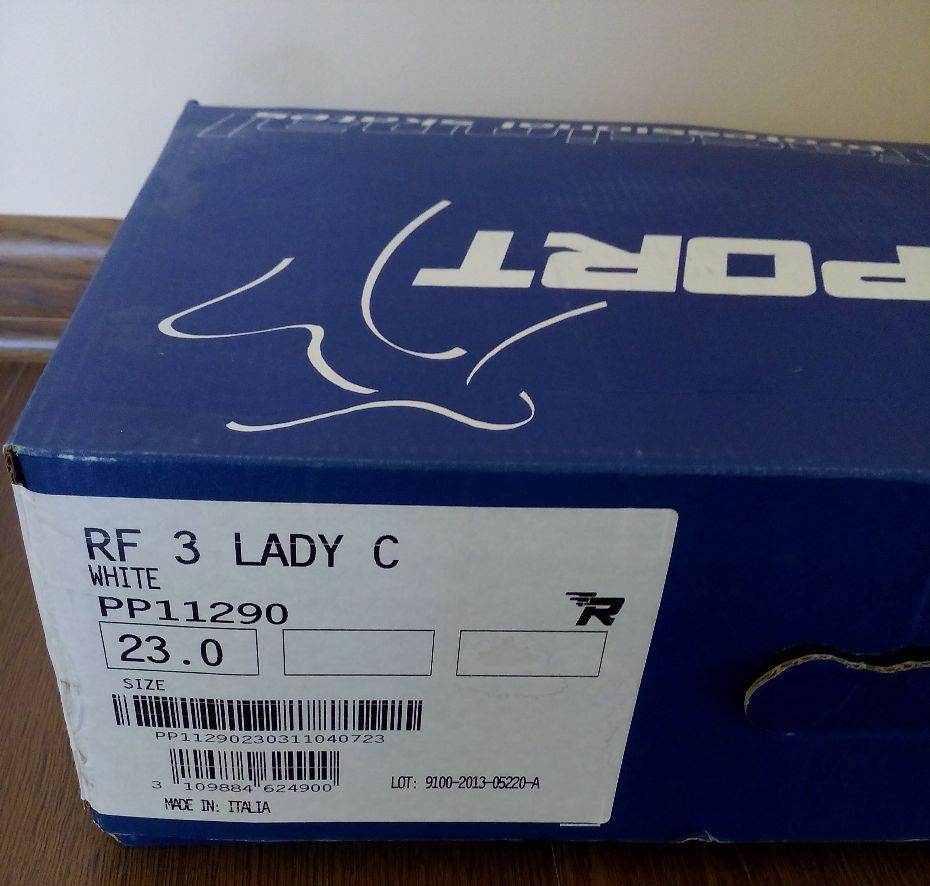 PORT
RF 3 LADY C
WHITE
PP11290
R
23.0
SIZE
PP11290230311040723
3 109884 624900
LOT: 9100-2013-05220-A
MADE IN: ITALIA